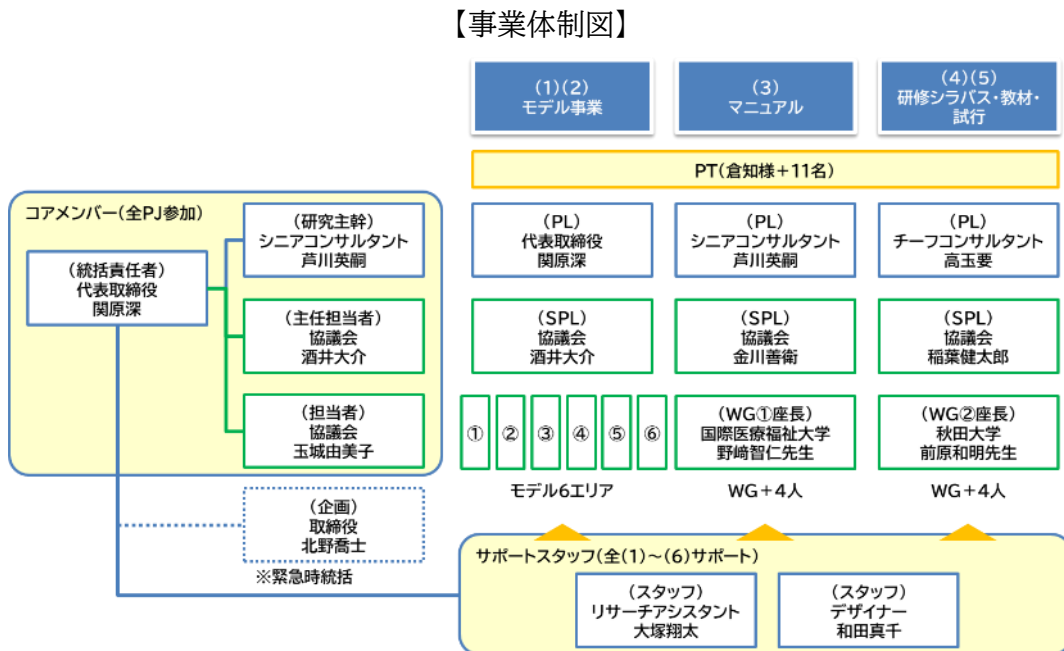 【事業体制図】
(1)(2)
モデル事業
(3)
マニュアル
(4)(5)
研修シラバス・教材・
試行
PT(倉知様+11名)
コアメンバー(全PJ参加)
(統括責任者)
代表取締役
関原深
(研究主幹)
シニアコンサルタント
芦川英嗣
(主任担当者)
協議会
酒井大介
(担当者)
協議会
玉城由美子
(企画)
取締役
北野喬士
※緊急時統括
(PL)
代表取締役
関原深
(PL)
シニアコンサルタント
芦川英嗣
(PL)
チーフコンサルタント
高玉要
(SPL)
協議会
酒井大介
(SPL)
協議会
金川善衛
(SPL)
協議会
稲葉健太郎
① ② ③ ④ ⑤ ⑥
モデル6エリア
(WG①座長)
国際医療福祉大学
野﨑智仁先生
WG+4人
(WG②座長)
秋田大学
前原和明先生
WG+4人
サポートスタッフ(全(1)~(6)サポート)
(スタッフ)
リサーチアシスタント
大塚翔太
(スタッフ)
デザイナー
和田真千